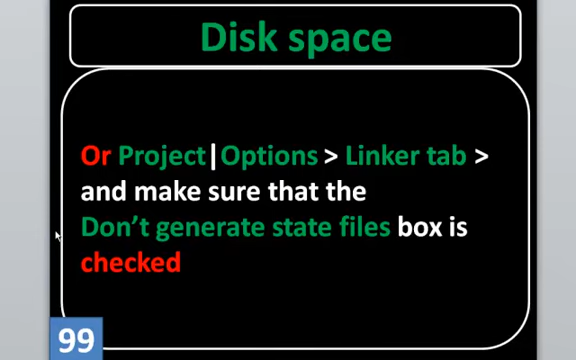 Disk space
Or Project|Options > Linker tab >
and make sure that the
Don’t generate state files box is
checked
99